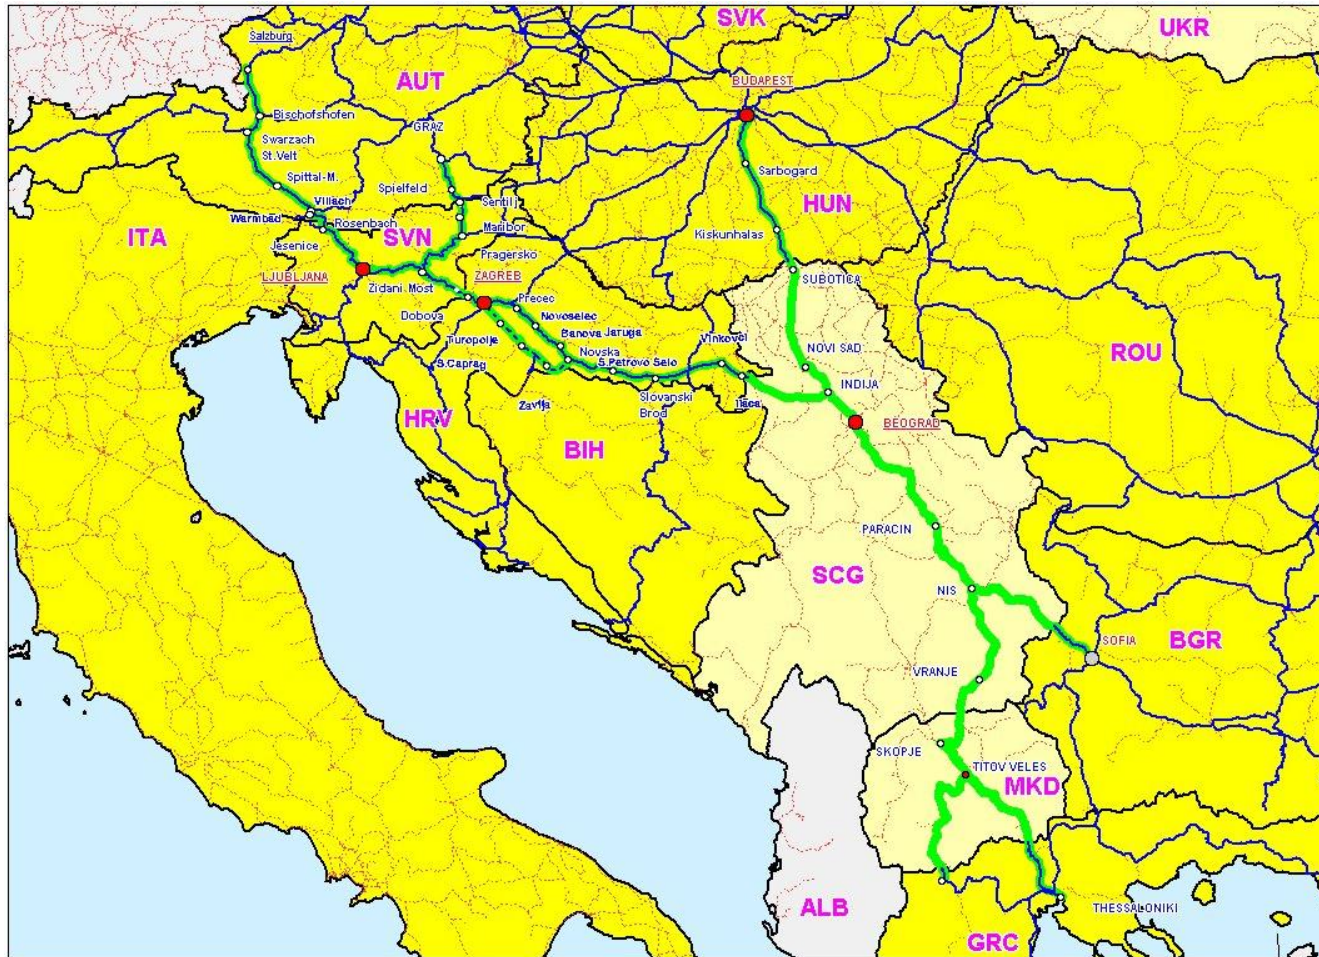 SVK
UKR
Salzburg
AUT
BUDAPEST
Bischofshofen
GRAZ
Swarzach
St.Velt
Sarbogard
Spittal-M.
Spielfeld
Sentilj
HUN
Villach
Warmbad
Rosenbach
Maribor
ITA
SVN
Kiskunhalas
Jesenice
Pragersko
LJUBLJANA
ZAGREB
SUBOTICA
Zidani Most
Precec
Dobova
Novoselec
Turopolje
Banova Jaruga
Vinkovci
NOVI SAD
ROU
Novska
S.Caprag
S.Petrovo Selo
INDIJA
Slovanski
Brod
Zavlja
HRV
BIH
BEOGRAD
PARACIN
SCG
NIS
SOFIA
BGR
VRANJE
SKOPJE
TITOV VELES
MKD
ALB
THESSALONIKI
GRC